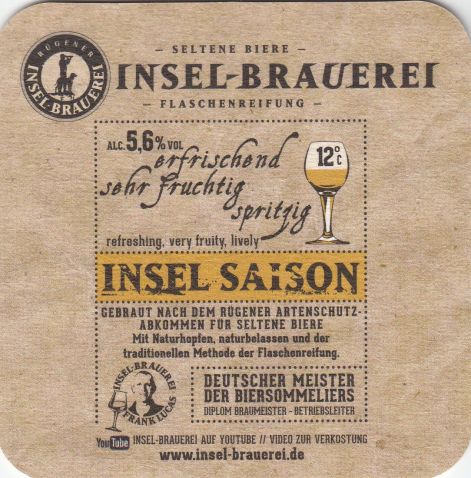 RÜGENER
INSEL-BRAUEREI
– SELTENE BIERE –
INSEL-BRAUEREI
– FLASCHENREIFUNG –
ALC. 5,6% VOL
erfrischend
sehr fruchtig
spritzig
12°C
refreshing, very fruity, lively
INSEL SAISON
GEBRAUT NACH DEM RÜGENER ARTENSCHUTZ-
ABKOMMEN FÜR SELTENE BIERE
Mit Naturhopfen, naturbelassen und der
traditionellen Methode der Flaschenreifung.
INSEL-BRAUEREI
FRANK LUCAS
DEUTSCHER MEISTER
DER BIERSOMMELIERS
DIPLOM BRAUMEISTER - BETRIEBSLEITER
YouTube INSEL-BRAUEREI AUF YOUTUBE // VIDEO ZUR VERKOSTUNG
www.insel-brauerei.de